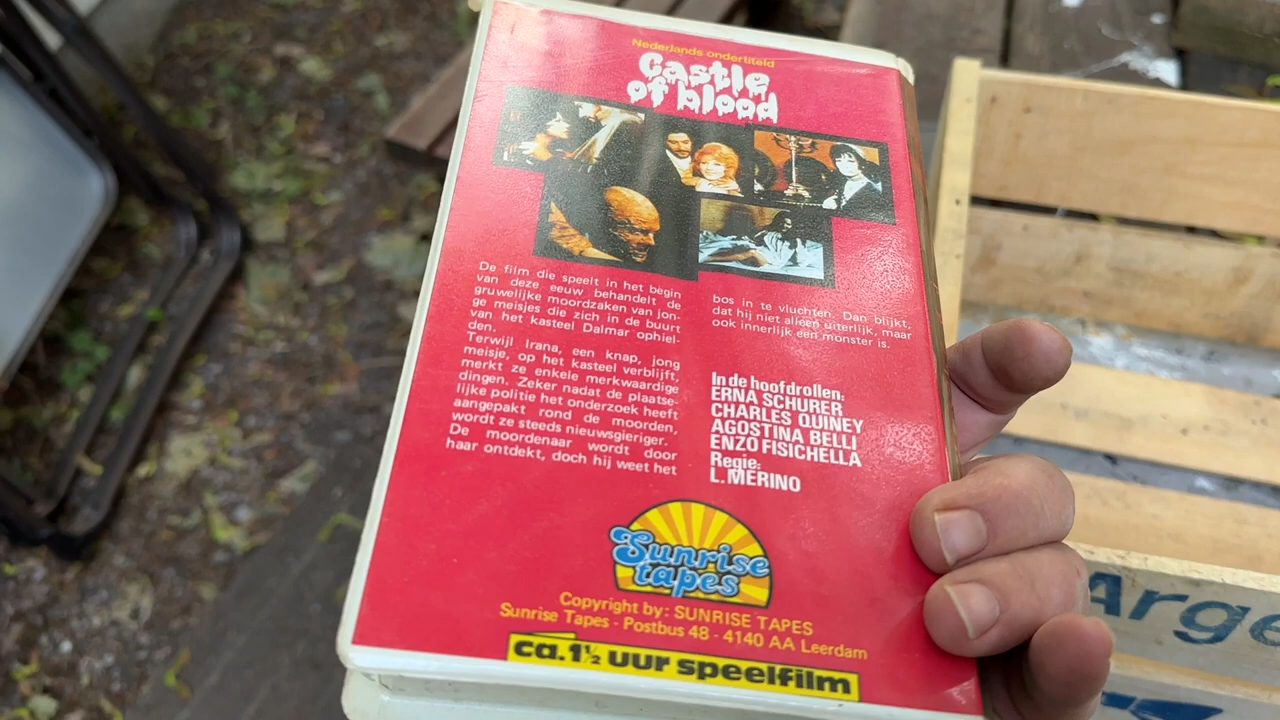 Nederlands ondertiteld
Castle
of blood
De film die speelt in het begin
van deze eeuw behandelt de
gruwelijke moordzaken van jon-
ge meisjes die zich in de buurt
van het kasteel Dalmar ophiel-
den.
Terwijl Irana, een knap, jong
meisje, op het kasteel verblijft,
merkt ze enkele merkwaardige
dingen. Zeker nadat de plaatse-
lijke politie het onderzoek heeft
aangepakt rond de moorden,
wordt ze steeds nieuwsgieriger.
De moordenaar wordt door
haar ontdekt, doch hij weet het
bos in te vluchten. Dan blijkt,
dat hij niet alleen uiterlijk, maar
ook innerlijk een monster is.
In de hoofdrollen:
ERNA SCHURER
CHARLES QUINEY
AGOSTINA BELLI
ENZO FISICHELLA
Regie:
L. MERINO
Sunrise
tapes
Copyright by: SUNRISE TAPES
Sunrise Tapes - Postbus 48 - 4140 AA Leerdam
ca. 1½ uur speelfilm